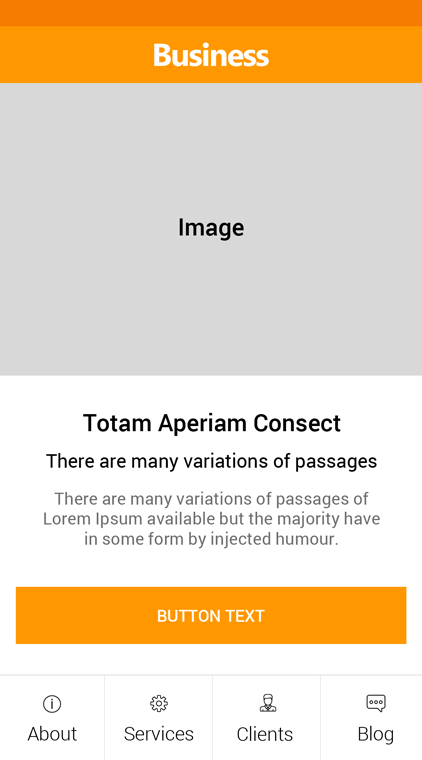 Business
Image
Totam Aperiam Consect
There are many variations of passages
There are many variations of passages of
Lorem Ipsum available but the majority have
in some form by injected humour.
BUTTON TEXT
About
Services
Clients
Blog